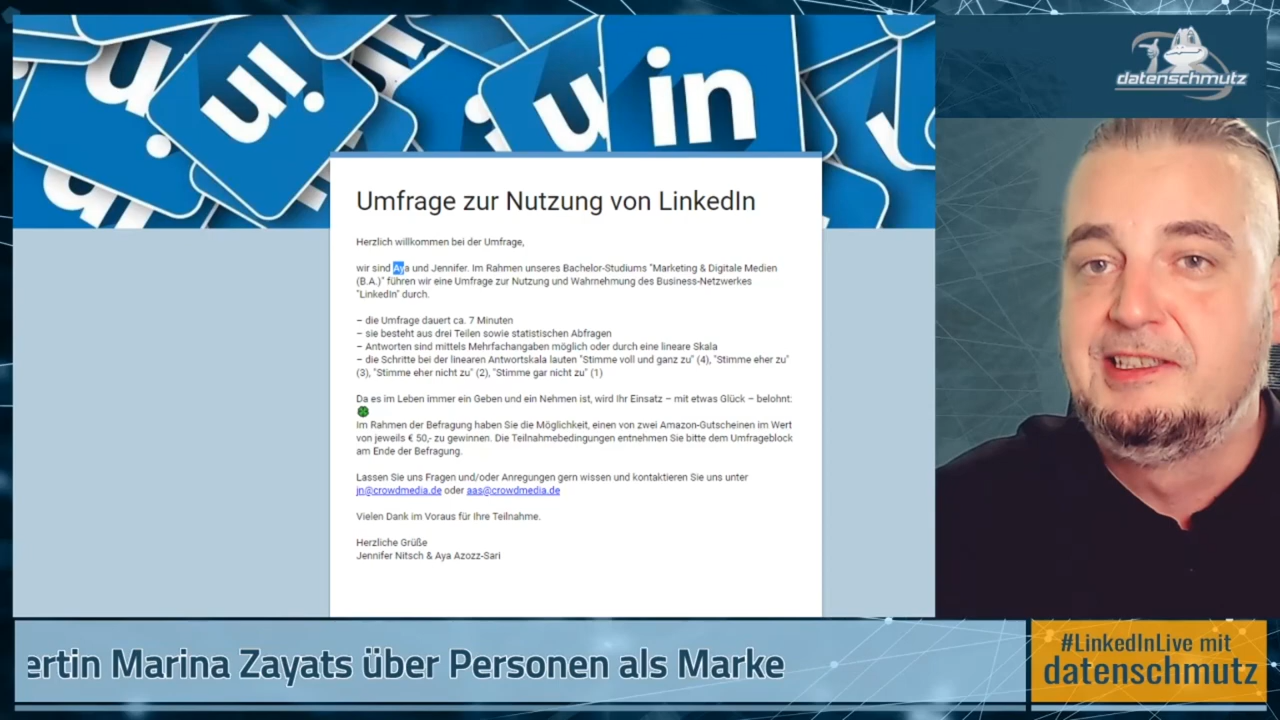 in
in
datenschmutz
Umfrage zur Nutzung von LinkedIn
Herzlich willkommen bei der Umfrage,
wir sind Aya und Jennifer. Im Rahmen unseres Bachelor-Studiums "Marketing & Digitale Medien
(B.A.)" führen wir eine Umfrage zur Nutzung und Wahrnehmung des Business-Netzwerkes
"LinkedIn" durch.
– die Umfrage dauert ca. 7 Minuten
– sie besteht aus drei Teilen sowie statistischen Abfragen
– Antworten sind mittels Mehrfachangaben möglich oder durch eine lineare Skala
– die Schritte bei der linearen Antwortskala lauten "Stimme voll und ganz zu" (4), "Stimme eher zu"
(3), "Stimme eher nicht zu" (2), "Stimme gar nicht zu" (1)
Da es im Leben immer ein Geben und ein Nehmen ist, wird Ihr Einsatz – mit etwas Glück – belohnt:
Im Rahmen der Befragung haben Sie die Möglichkeit, einen von zwei Amazon-Gutscheinen im Wert
von jeweils € 50,- zu gewinnen. Die Teilnahmebedingungen entnehmen Sie bitte dem Umfrageblock
am Ende der Befragung.
Lassen Sie uns Fragen und/oder Anregungen gern wissen und kontaktieren Sie uns unter
jn@crowdmedia.de oder aas@crowdmedia.de
Vielen Dank im Voraus für Ihre Teilnahme.
Herzliche Grüße
Jennifer Nitsch & Aya Azozz-Sari
ertin Marina Zayats über Personen als Marke
#LinkedInLive mit
datenschmutz